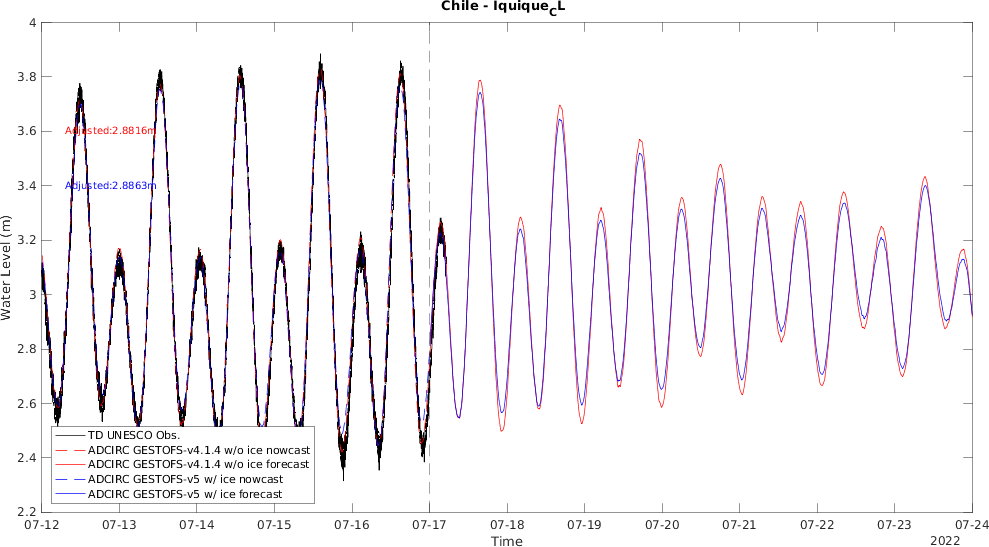 Chile - Iquique_CL
Water Level (m)
4
3.8
3.6
3.4
3.2
3
2.8
2.6
2.4
2.2
Adjusted:2.8816m
Adjusted:2.8863m
TD UNESCO Obs.
ADCIRC GESTOFS-v4.1.4 w/o ice nowcast
ADCIRC GESTOFS-v4.1.4 w/o ice forecast
ADCIRC GESTOFS-v5 w/ ice nowcast
ADCIRC GESTOFS-v5 w/ ice forecast
07-12 07-13 07-14 07-15 07-16 07-17 07-18 07-19 07-20 07-21 07-22 07-23 07-24
Time
2022